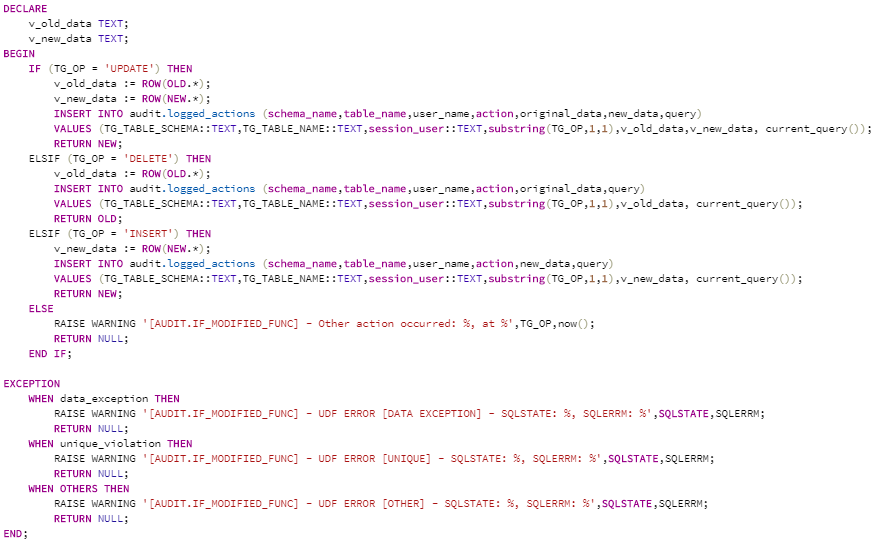 DECLARE
    v_old_data TEXT;
    v_new_data TEXT;
BEGIN
    IF (TG_OP = 'UPDATE') THEN
        v_old_data := ROW(OLD.*);
        v_new_data := ROW(NEW.*);
        INSERT INTO audit.logged_actions (schema_name,table_name,user_name,action,original_data,new_data,query)
        VALUES (TG_TABLE_SCHEMA::TEXT,TG_TABLE_NAME::TEXT,session_user::TEXT,substring(TG_OP,1,1),v_old_data,v_new_data, current_query());
        RETURN NEW;
    ELSIF (TG_OP = 'DELETE') THEN
        v_old_data := ROW(OLD.*);
        INSERT INTO audit.logged_actions (schema_name,table_name,user_name,action,original_data,query)
        VALUES (TG_TABLE_SCHEMA::TEXT,TG_TABLE_NAME::TEXT,session_user::TEXT,substring(TG_OP,1,1),v_old_data, current_query());
        RETURN OLD;
    ELSIF (TG_OP = 'INSERT') THEN
        v_new_data := ROW(NEW.*);
        INSERT INTO audit.logged_actions (schema_name,table_name,user_name,action,new_data,query)
        VALUES (TG_TABLE_SCHEMA::TEXT,TG_TABLE_NAME::TEXT,session_user::TEXT,substring(TG_OP,1,1),v_new_data, current_query());
        RETURN NEW;
    ELSE
        RAISE WARNING '[AUDIT.IF_MODIFIED_FUNC] - Other action occurred: %, at %',TG_OP,now();
        RETURN NULL;
    END IF;

EXCEPTION
    WHEN data_exception THEN
        RAISE WARNING '[AUDIT.IF_MODIFIED_FUNC] - UDF ERROR [DATA EXCEPTION] - SQLSTATE: %, SQLERRM: %',SQLSTATE,SQLERRM;
        RETURN NULL;
    WHEN unique_violation THEN
        RAISE WARNING '[AUDIT.IF_MODIFIED_FUNC] - UDF ERROR [UNIQUE] - SQLSTATE: %, SQLERRM: %',SQLSTATE,SQLERRM;
        RETURN NULL;
    WHEN OTHERS THEN
        RAISE WARNING '[AUDIT.IF_MODIFIED_FUNC] - UDF ERROR [OTHER] - SQLSTATE: %, SQLERRM: %',SQLSTATE,SQLERRM;
        RETURN NULL;
END;